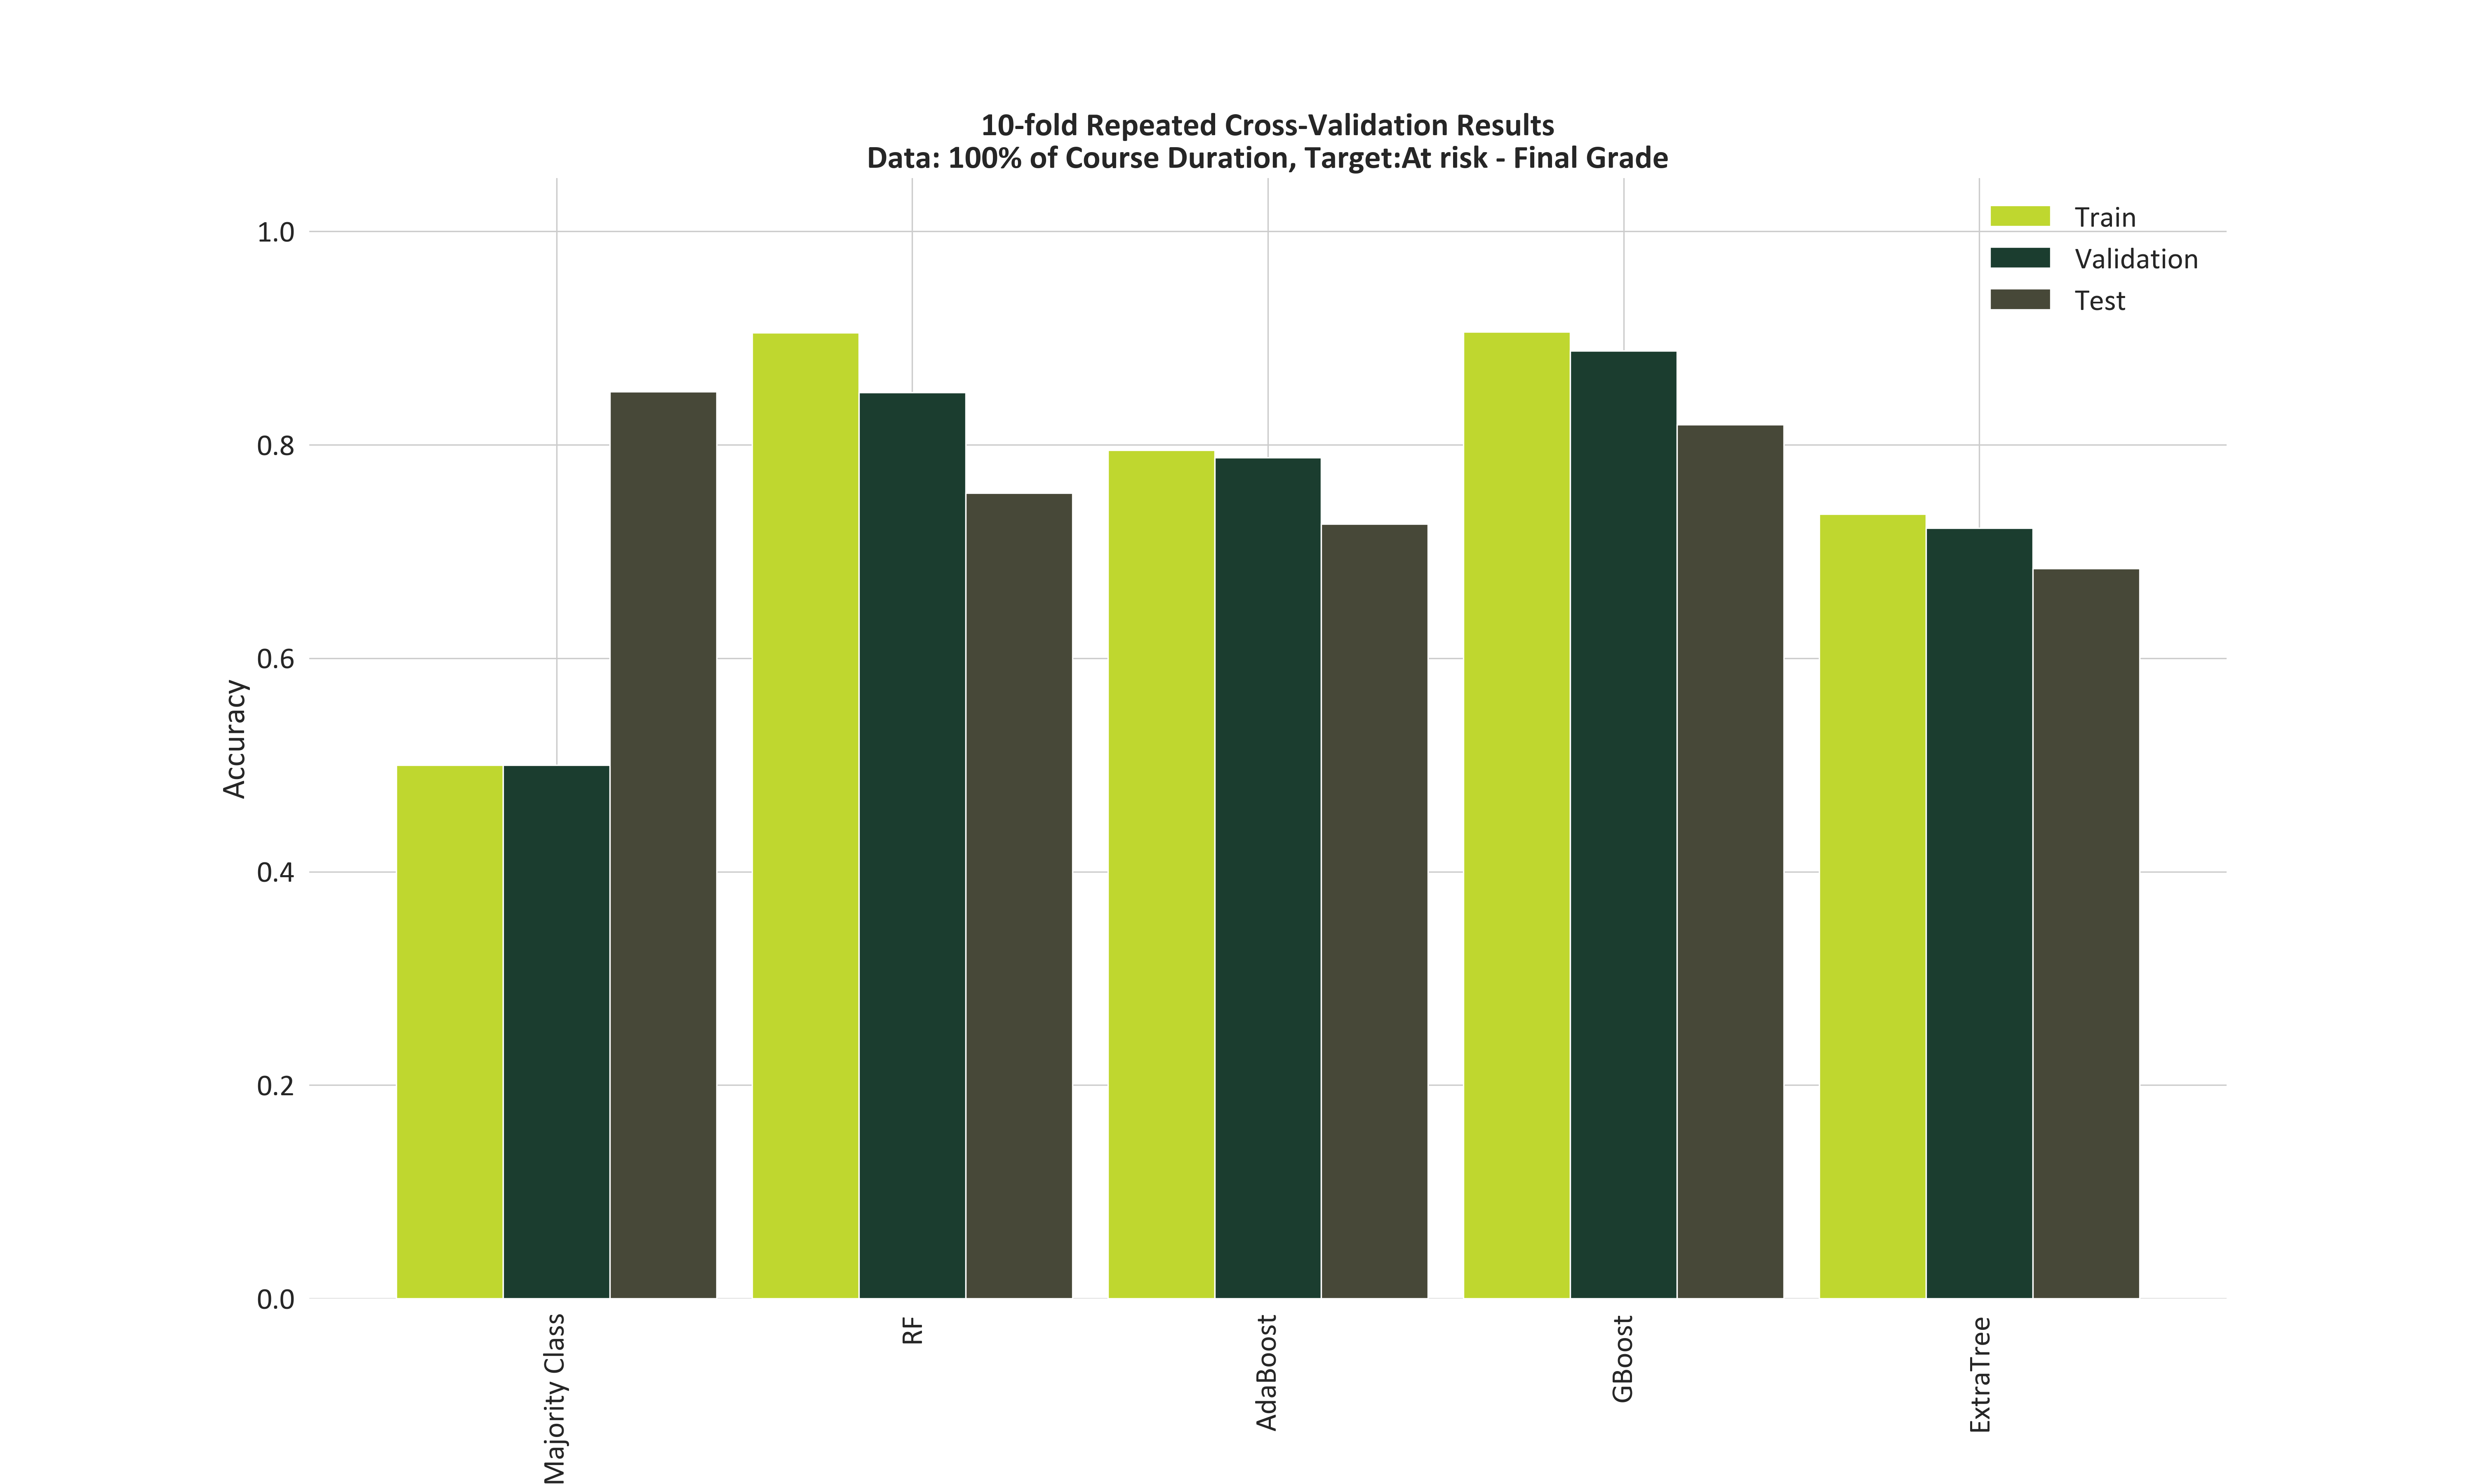 10-fold Repeated Cross-Validation Results
Data: 100% of Course Duration, Target:At risk - Final Grade
Train
Validation
Test
1.0
0.8
0.6
0.4
0.2
0.0
Accuracy
Majority Class
RF
AdaBoost
GBoost
ExtraTree